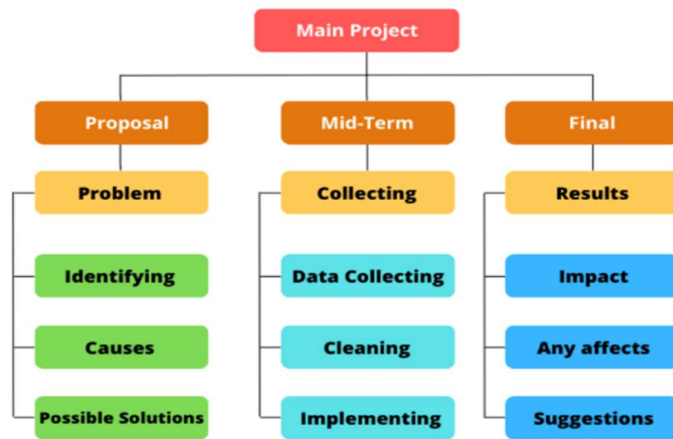 Main Project
Proposal
Mid-Term
Final
Problem
Collecting
Results
Identifying
Data Collecting
Impact
Causes
Cleaning
Any affects
Possible Solutions
Implementing
Suggestions